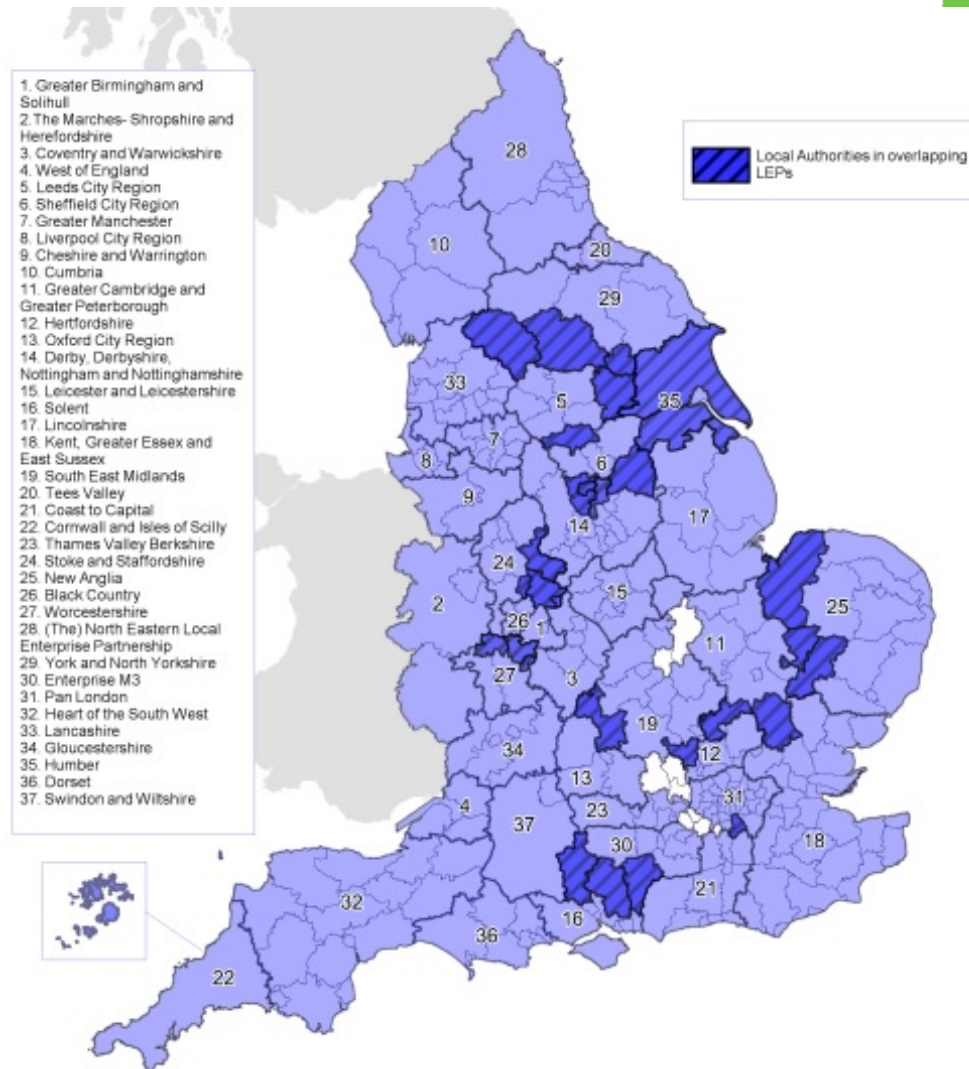 1. Greater Birmingham and
Solihull
2.The Marches- Shropshire and
Herefordshire
3. Coventry and Warwickshire
4. West of England
5. Leeds City Region
6. Sheffield City Region
7. Greater Manchester
8. Liverpool City Region
9. Cheshire and Warrington
10. Cumbria
11. Greater Cambridge and
Greater Peterborough
12. Hertfordshire
13. Oxford City Region
14. Derby, Derbyshire,
Nottingham and Nottinghamshire
15. Leicester and Leicestershire
16. Solent
17. Lincolnshire
18. Kent, Greater Essex and
East Sussex
19. South East Midlands
20. Tees Valley
21. Coast to Capital
22. Cornwall and Isles of Scilly
23. Thames Valley Berkshire
24. Stoke and Staffordshire
25. New Anglia
26. Black Country
27. Worcestershire
28. (The) North Eastern Local
Enterprise Partnership
29. York and North Yorkshire
30. Enterprise M3
31. Pan London
32. Heart of the South West
33. Lancashire
34. Gloucestershire
35. Humber
36. Dorset
37. Swindon and Wiltshire
Local Authorities in overlapping
LEPs
28
10
20
29
33
5
35
7
8
6
9
14
17
24
2
15
25
26
1
11
27
3
19
34
12
13
31
4
23
37
18
30
21
32
16
36
22